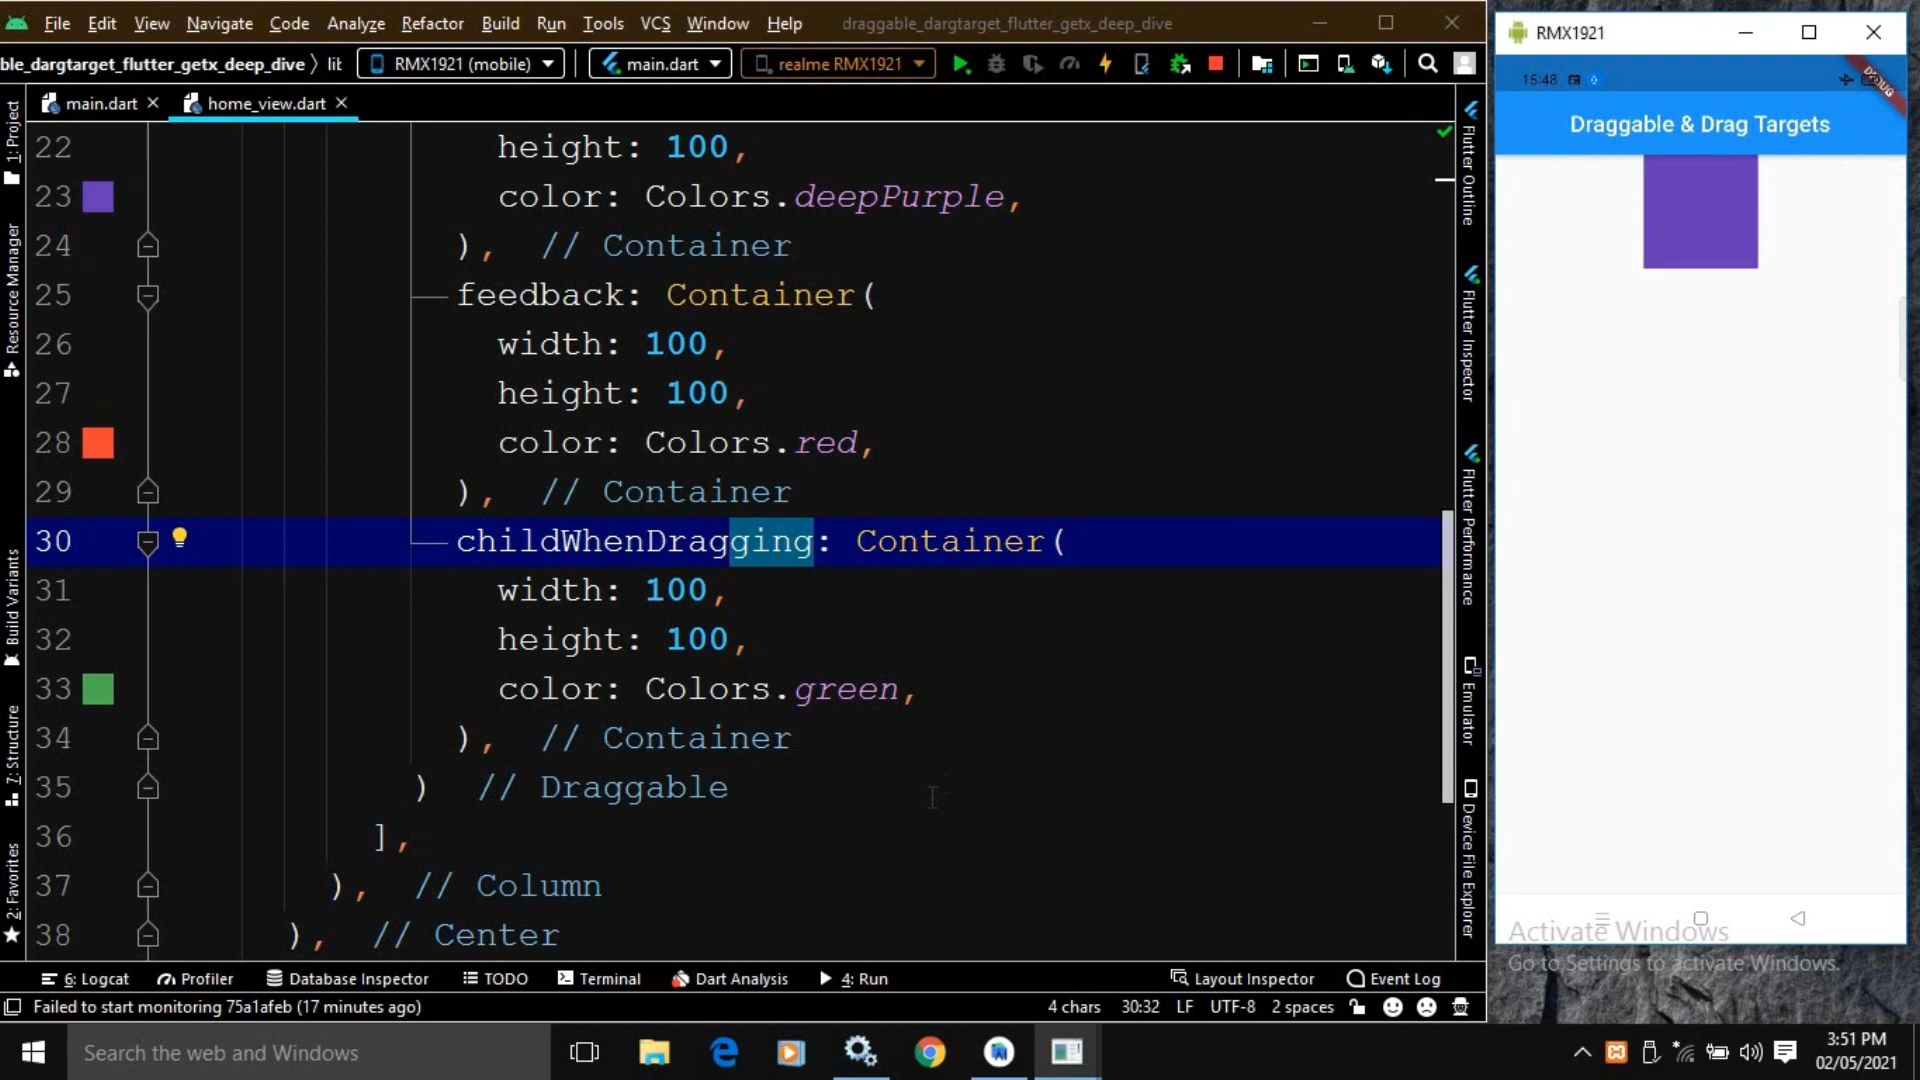 File Edit View Navigate Code Analyze Refactor Build Run Tools VCS Window Help draggable_dargtarget_flutter_getx_deep_dive
ble_dargtarget_flutter_getx_deep_dive lib RMX1921 (mobile) main.dart realme RMX1921
main.dart home_view.dart
22 height: 100,
23 color: Colors.deepPurple,
24 ), // Container
25 feedback: Container(
26 width: 100,
27 height: 100,
28 color: Colors.red,
29 ), // Container
30 childWhenDragging: Container(
31 width: 100,
32 height: 100,
33 color: Colors.green,
34 ), // Container
35 ) // Draggable
36 ],
37 ), // Column
38 ), // Center
1: Project
Resource Manager
Build Variants
7: Structure
2: Favorites
Flutter Outline
Flutter Inspector
Flutter Performance
Emulator
Device File Explorer
6: Logcat Profiler Database Inspector TODO Terminal Dart Analysis 4: Run Layout Inspector Event Log
Failed to start monitoring 75a1afeb (17 minutes ago) 4 chars 30:32 LF UTF-8 2 spaces
RMX1921
15:48
DEBUG
Draggable & Drag Targets
Activate Windows
Go to Settings to activate Windows.
Search the web and Windows
3:51 PM
02/05/2021